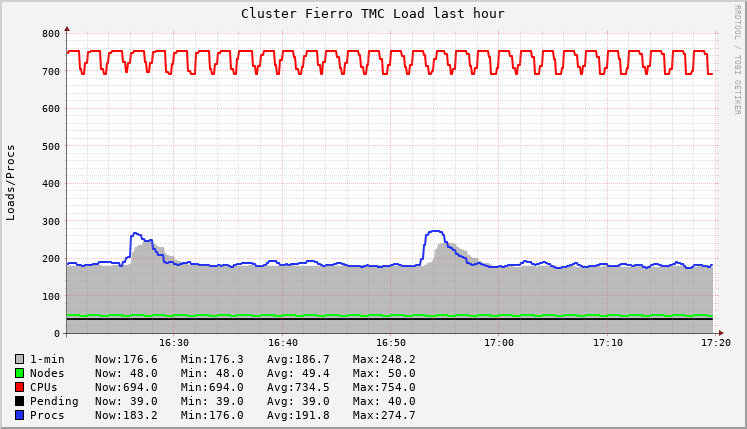 Cluster Fierro TMC Load last hour
RRDTOOL / TOBI OETIKER
Loads/Procs
800
700
600
500
400
300
200
100
0
16:30 16:40 16:50 17:00 17:10 17:20
1-min Now:176.6 Min:176.3 Avg:186.7 Max:248.2
Nodes Now: 48.0 Min: 48.0 Avg: 49.4 Max: 50.0
CPUs Now:694.0 Min:694.0 Avg:734.5 Max:754.0
Pending Now: 39.0 Min: 39.0 Avg: 39.0 Max: 40.0
Procs Now:183.2 Min:176.0 Avg:191.8 Max:274.7